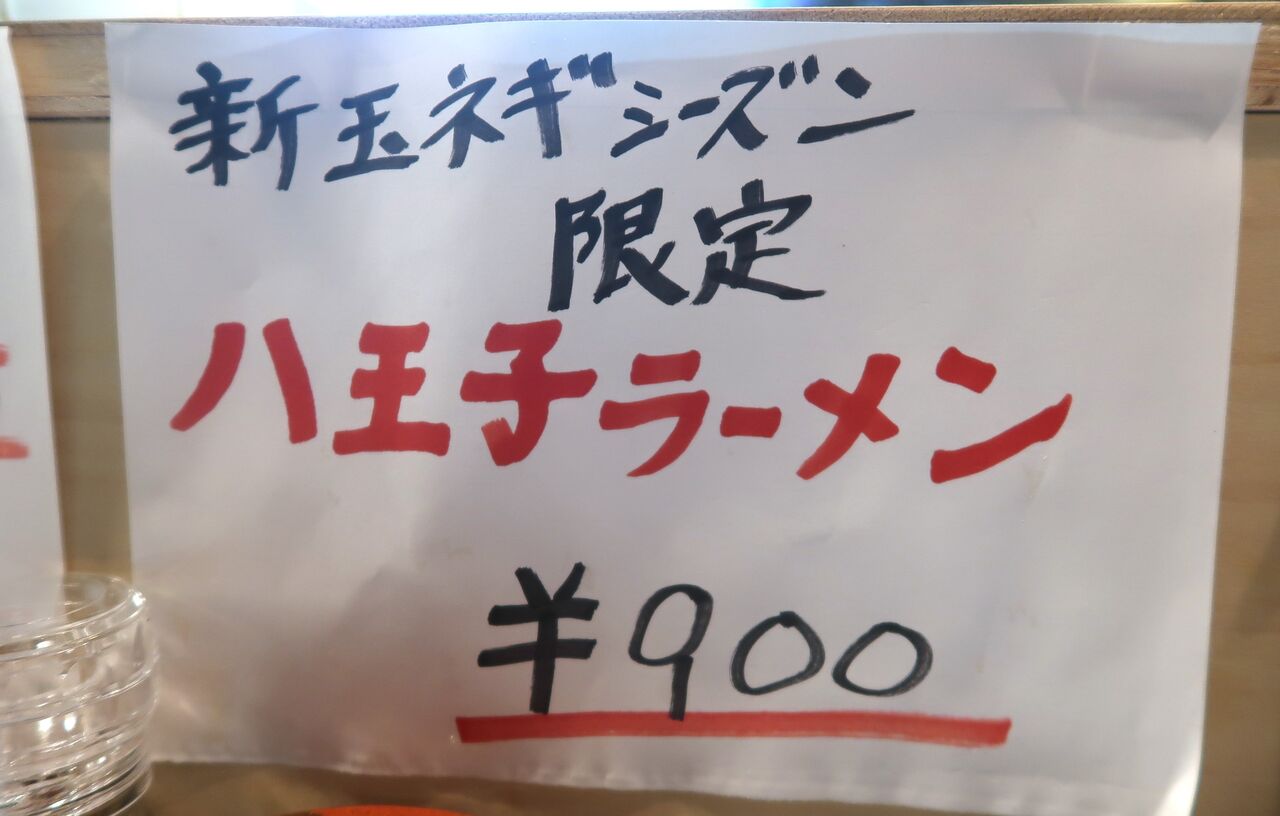 新玉ネギシーズン
限定
八王子ラーメン
¥900